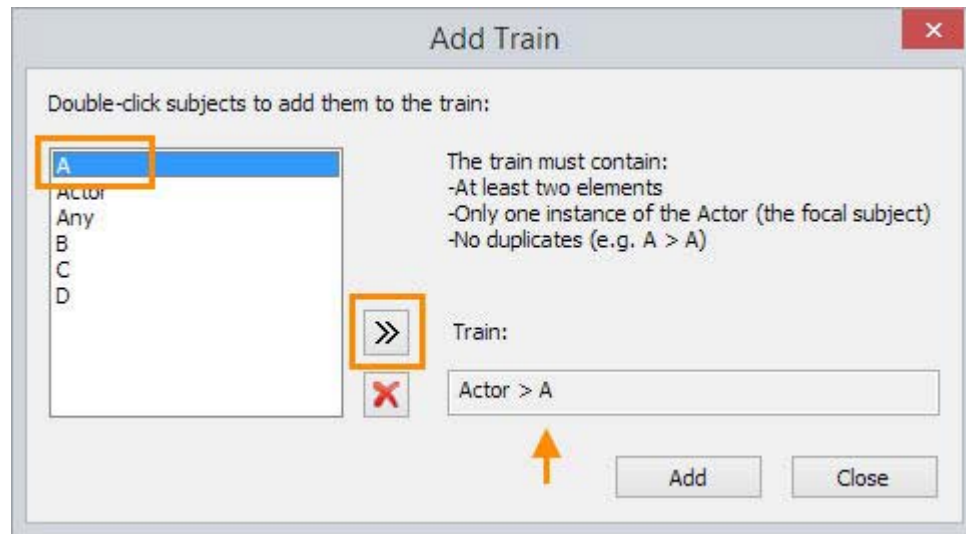 Add Train
Double-click subjects to add them to the train:
A
Actor
Any
B
C
D
The train must contain:
-At least two elements
-Only one instance of the Actor (the focal subject)
-No duplicates (e.g. A > A)
Train:
Actor > A
Add
Close